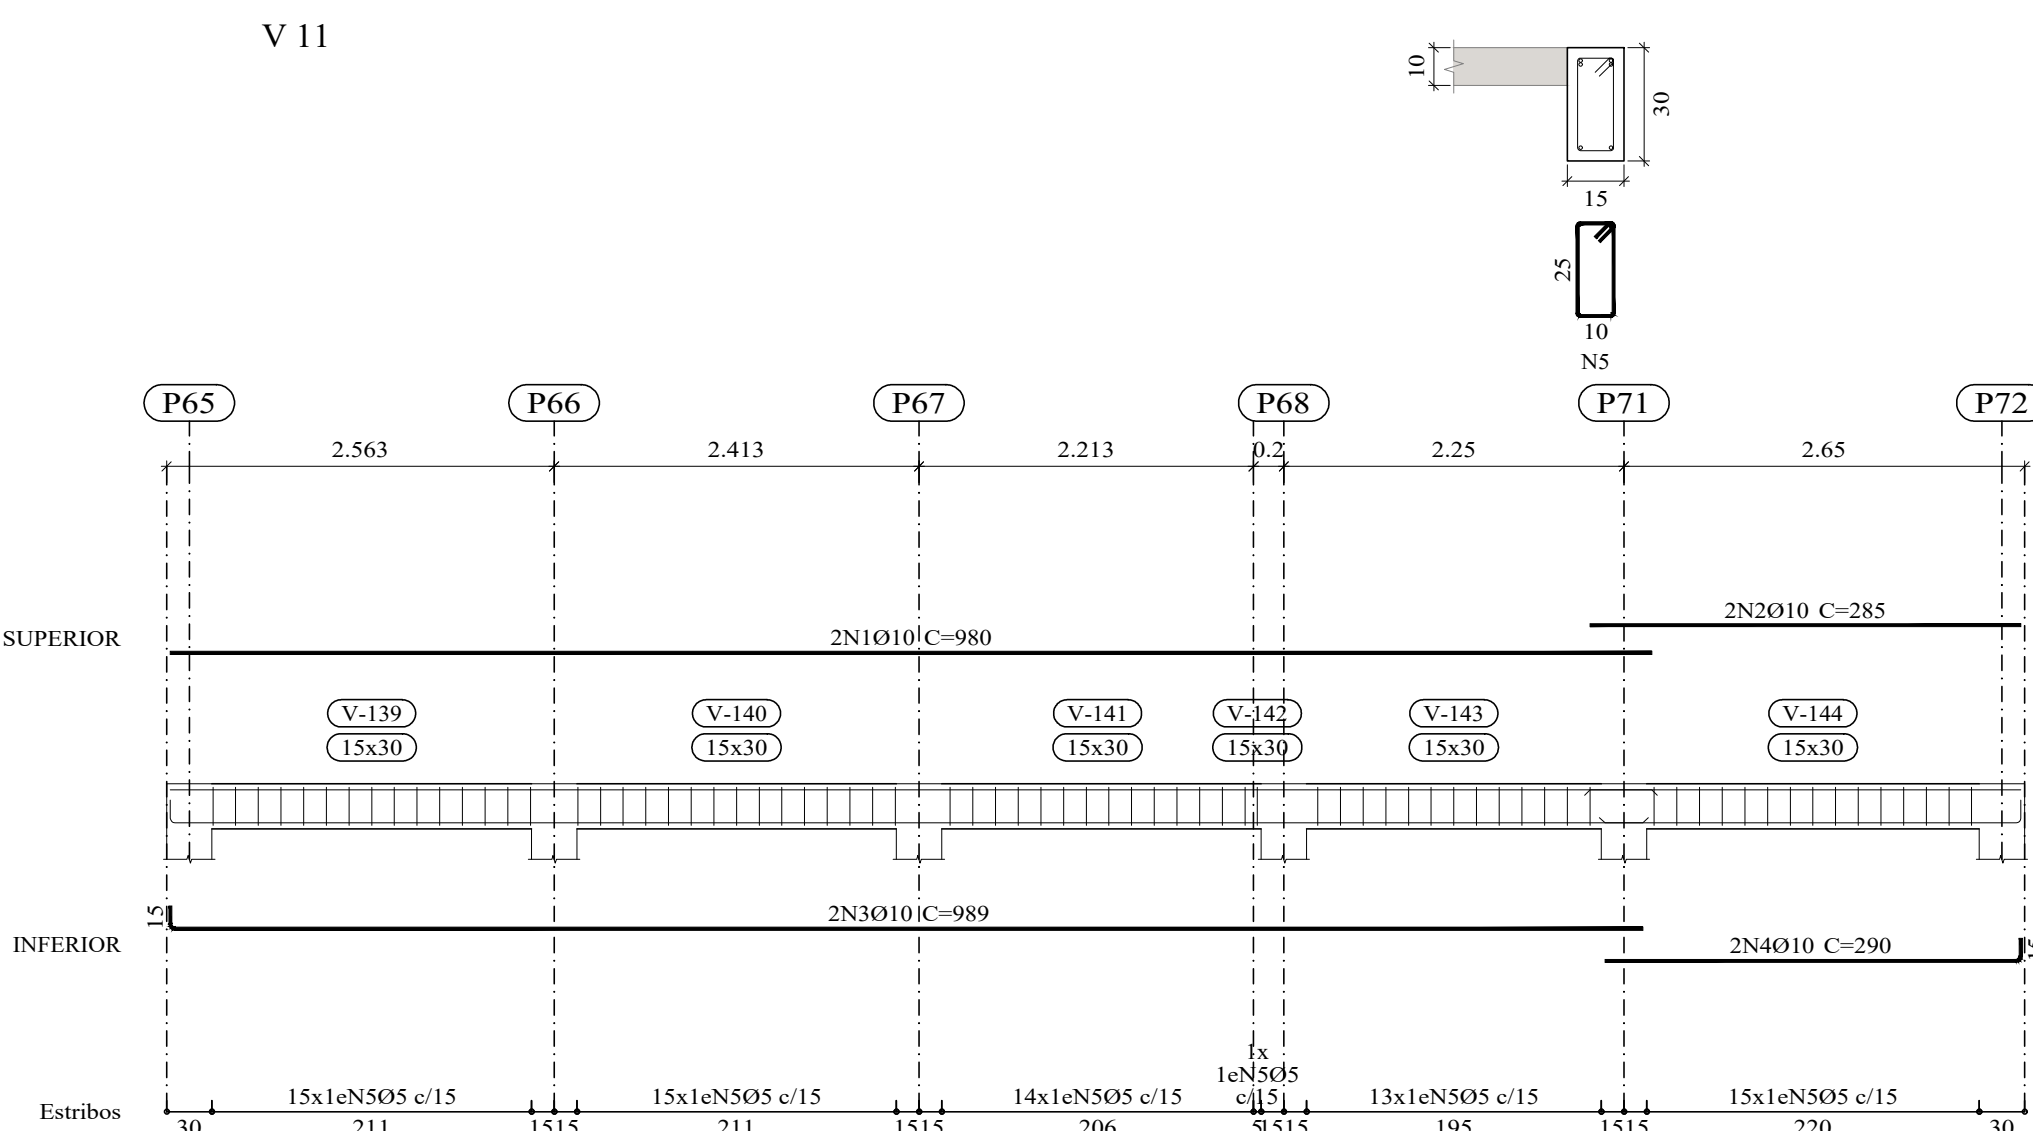 V 11
10
30
15
25
10
N5
P65 P66 P67 P68 P71 P72
2.563 2.413 2.213 0.2 2.25 2.65
2N2Ø10 C=285
SUPERIOR
2N1Ø10 C=980
V-139 V-140 V-141 V-142 V-143 V-144
15x30 15x30 15x30 15x30 15x30 15x30
15
2N3Ø10 C=989
INFERIOR
2N4Ø10 C=290
15
1x
1eN5Ø5
Estribos 15x1eN5Ø5 c/15 15x1eN5Ø5 c/15 14x1eN5Ø5 c/15 c/15 13x1eN5Ø5 c/15 15x1eN5Ø5 c/15
30 211 1515 211 1515 206 51515 195 1515 220 30